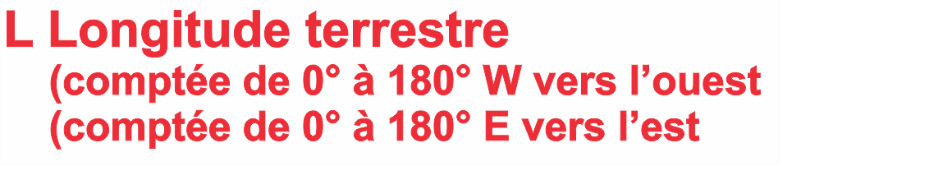 L Longitude terrestre
(comptée de 0° à 180° W vers l’ouest
(comptée de 0° à 180° E vers l’est